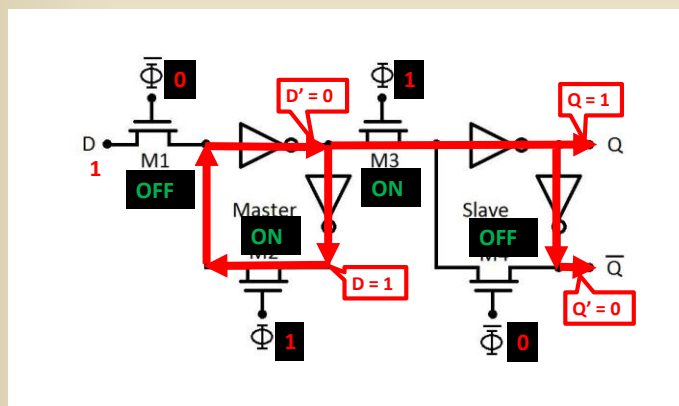 Φ̅ 0
Φ 1
D' = 0
Q = 1
D
1
M1
OFF
M3
ON
Q
Master
ON
Slave
OFF
D = 1
Q̅
Q' = 0
Φ 1
Φ̅ 0